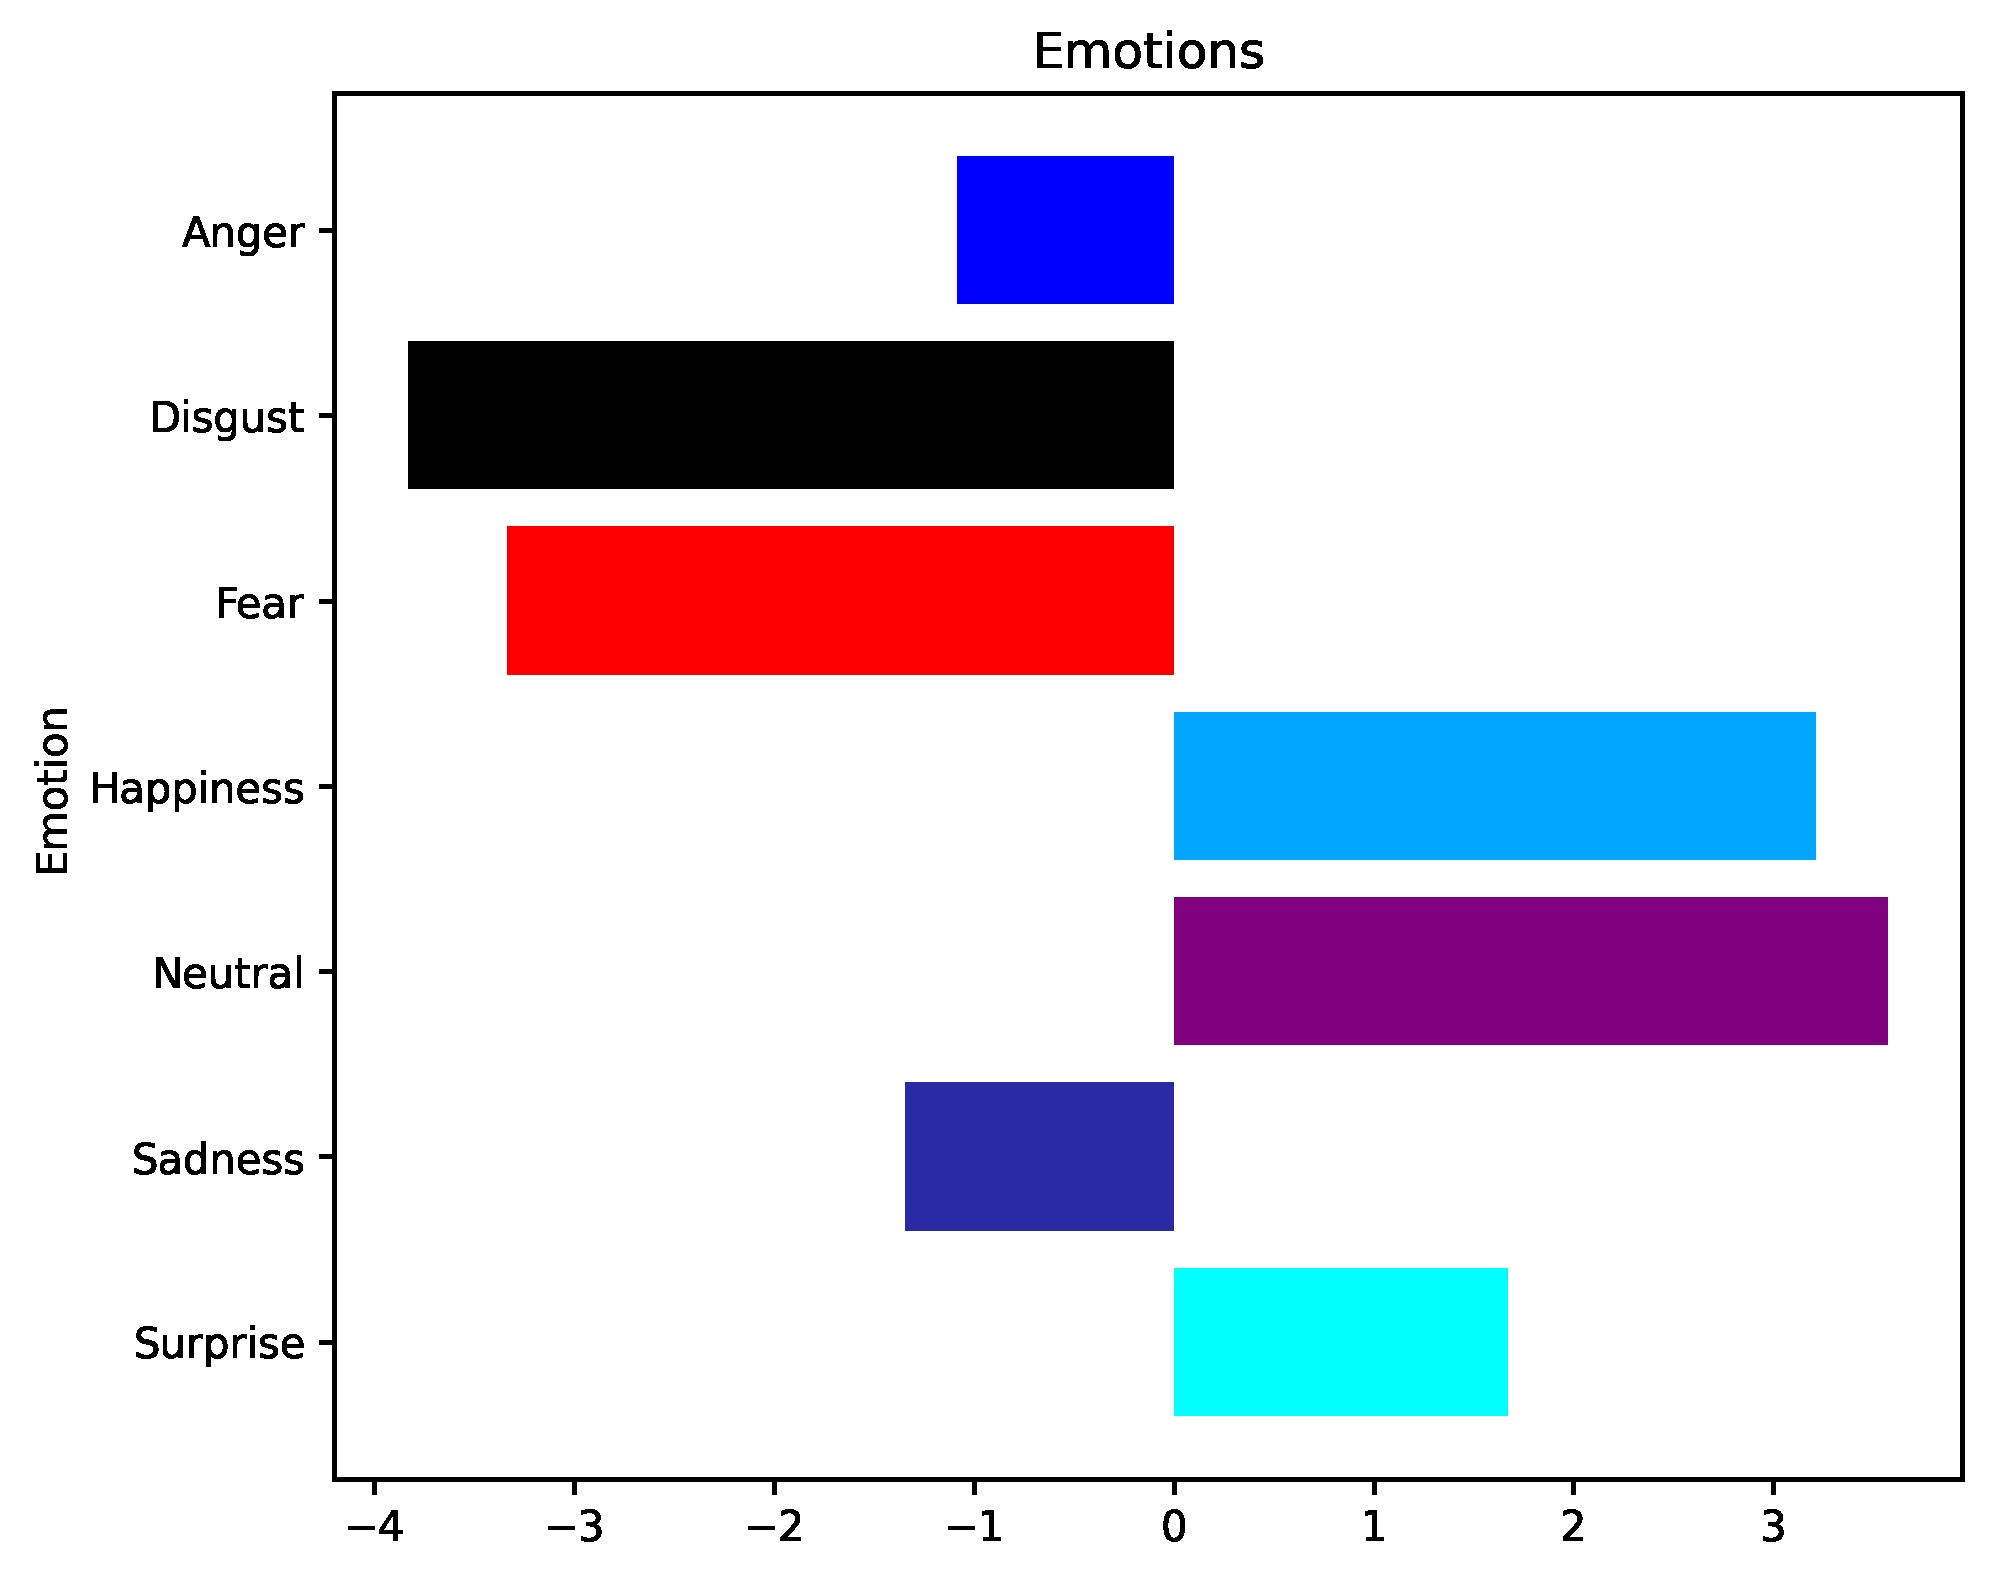 Emotions
Anger
Disgust
Fear
Happiness
Neutral
Sadness
Surprise
Emotion
−4 −3 −2 −1 0 1 2 3